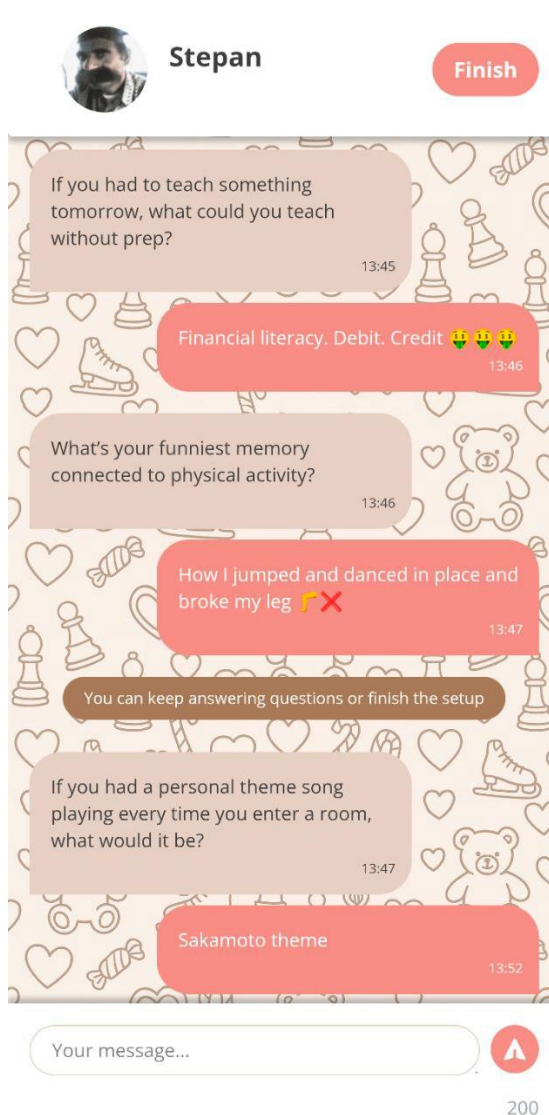 Stepan
Finish
If you had to teach something
tomorrow, what could you teach
without prep?
13:45
Financial literacy. Debit. Credit 🤑🤑🤑
13:46
What's your funniest memory
connected to physical activity?
13:46
How I jumped and danced in place and
broke my leg 🦵❌
13:47
You can keep answering questions or finish the setup
If you had a personal theme song
playing every time you enter a room,
what would it be?
13:47
Sakamoto theme
13:52
Your message...
200